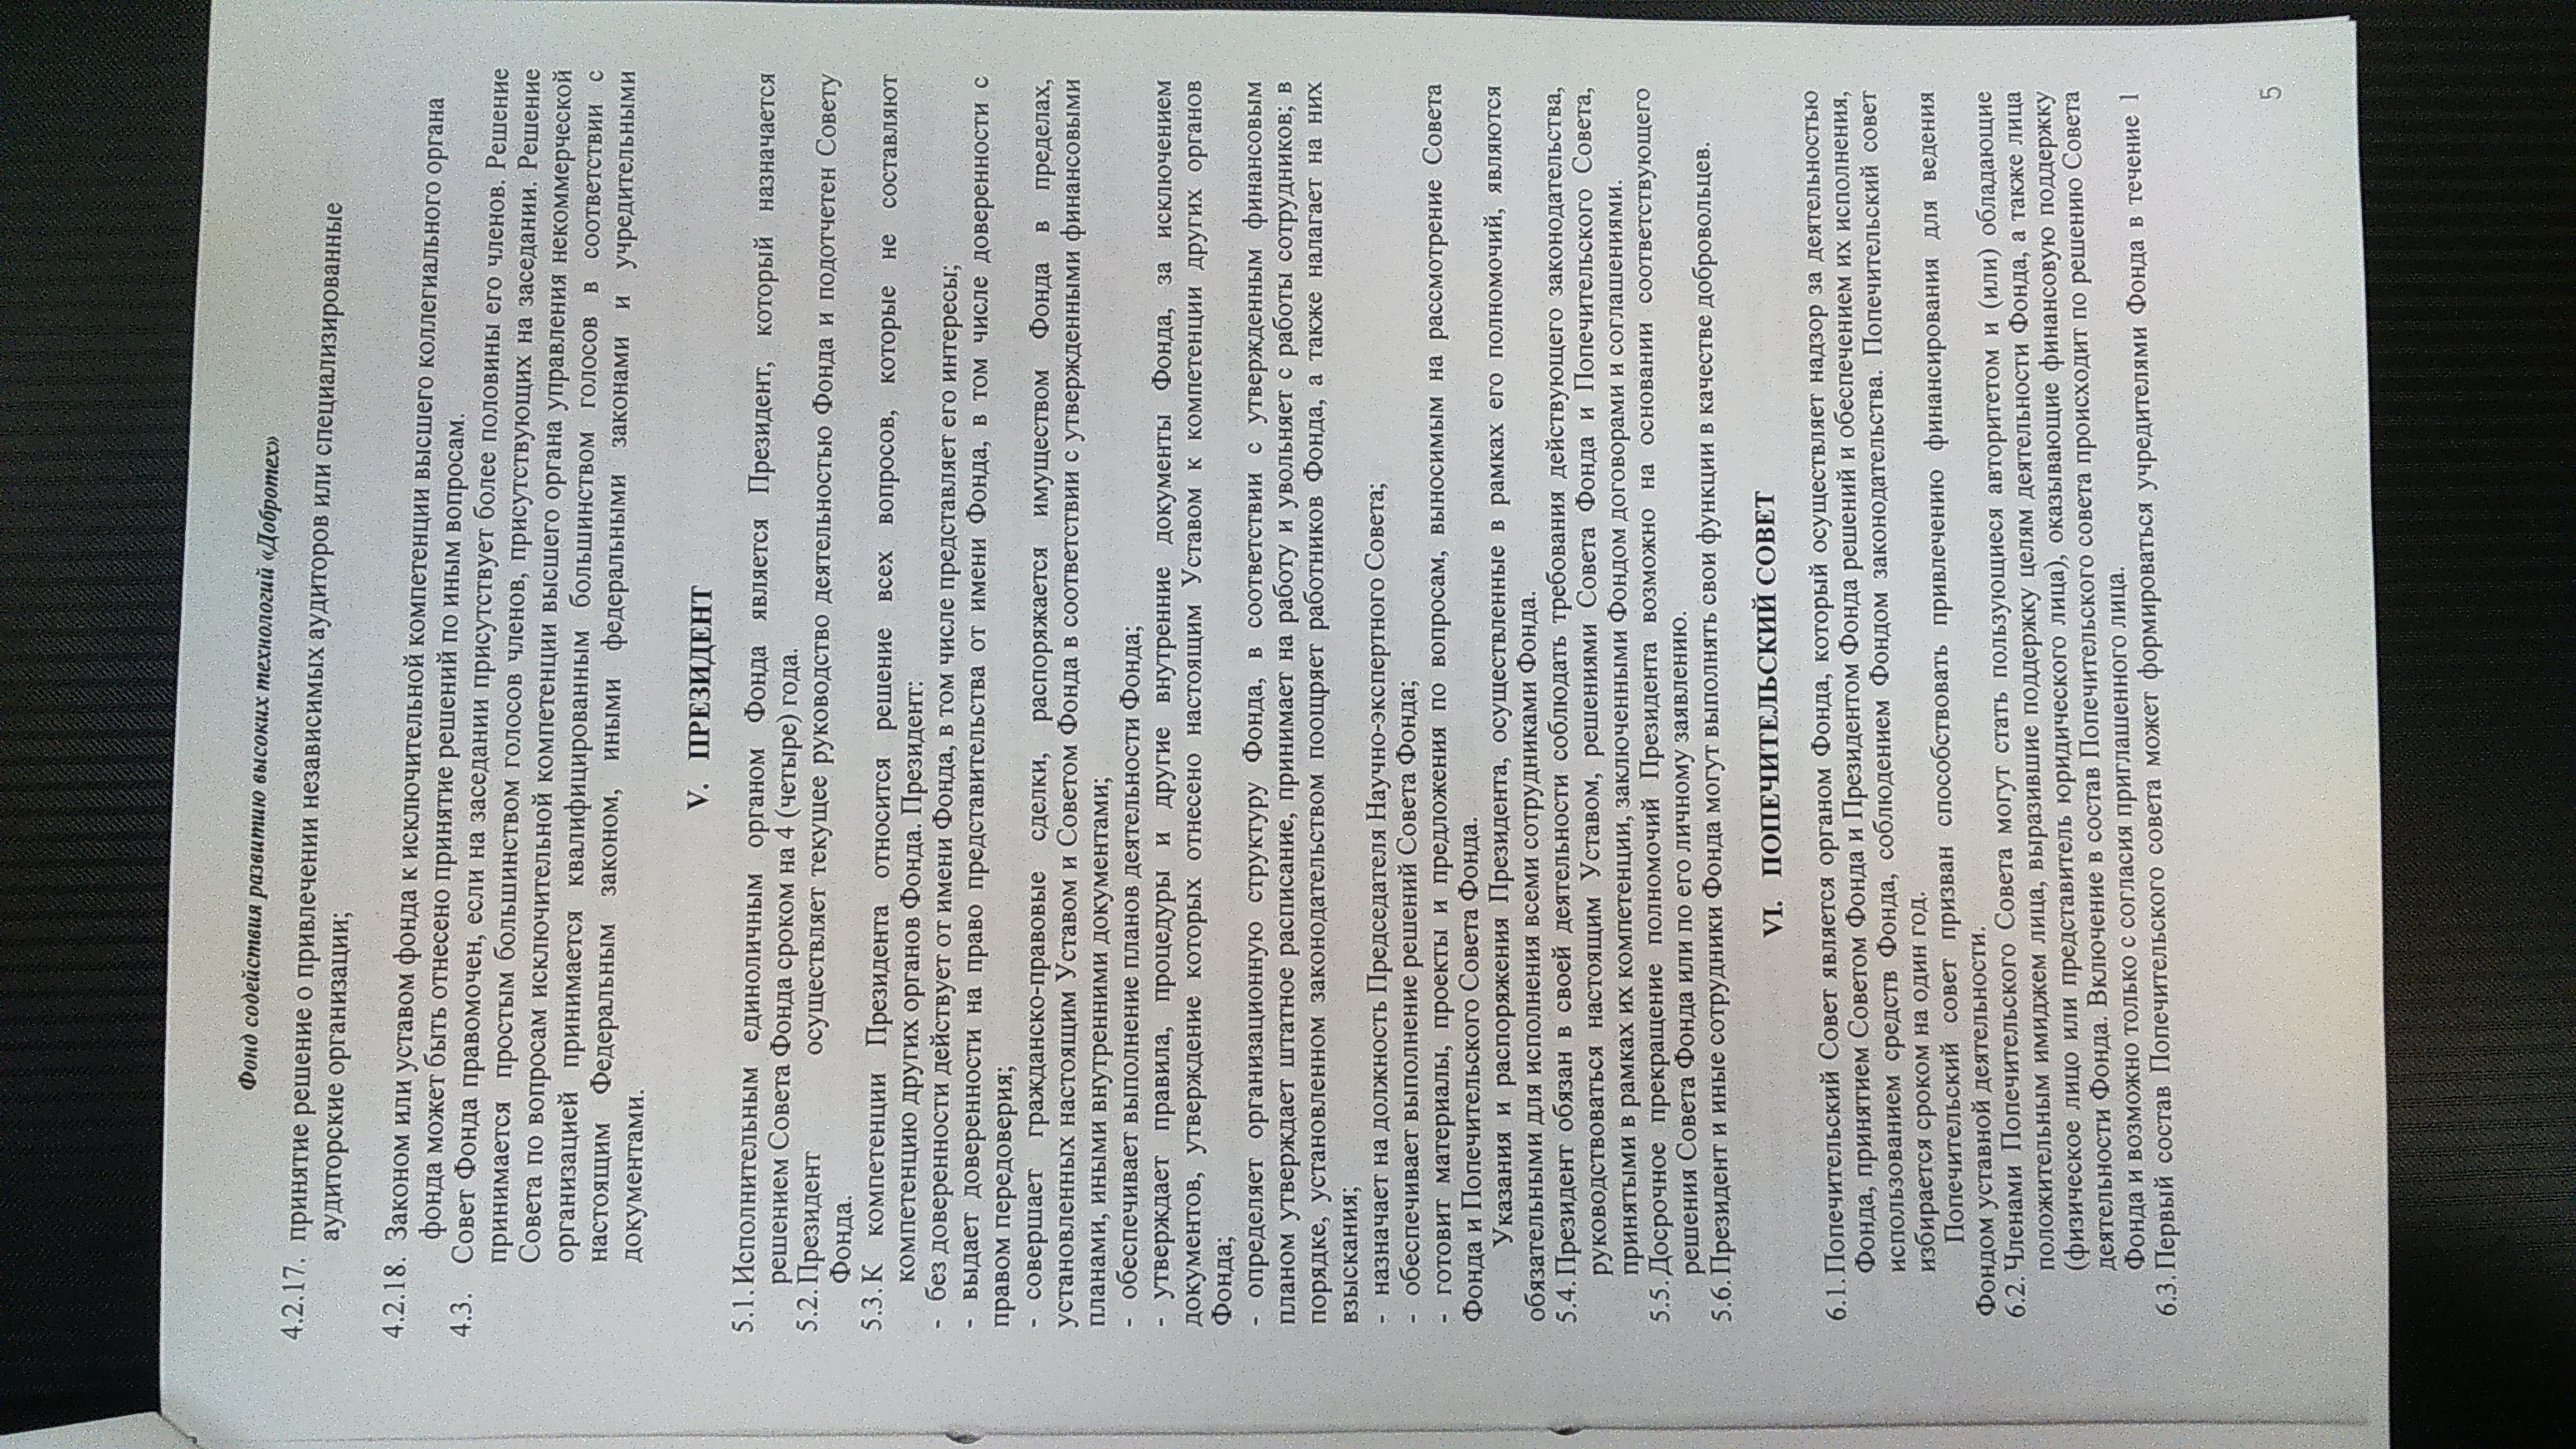 Фонд содействия развитию высоких технологий «Добротех»
4.2.17. принятие решение о привлечении независимых аудиторов или специализированные
аудиторские организации;
4.2.18. Законом или уставом фонда к исключительной компетенции высшего коллегиального органа
фонда может быть отнесено принятие решений по иным вопросам.
4.3. Совет Фонда правомочен, если на заседании присутствует более половины его членов. Решение
принимается простым большинством голосов членов, присутствующих на заседании. Решение
Совета по вопросам исключительной компетенции высшего органа управления некоммерческой
организацией принимается квалифицированным большинством голосов в соответствии с
настоящим Федеральным законом, иными федеральными законами и учредительными
документами.
V. ПРЕЗИДЕНТ
5.1. Исполнительным единоличным органом Фонда является Президент, который назначается
решением Совета Фонда сроком на 4 (четыре) года.
5.2. Президент осуществляет текущее руководство деятельностью Фонда и подотчетен Совету
Фонда.
5.3. К компетенции Президента относится решение всех вопросов, которые не составляют
компетенцию других органов Фонда. Президент:
- без доверенности действует от имени Фонда, в том числе представляет его интересы;
- выдает доверенности на право представительства от имени Фонда, в том числе доверенности с
правом передоверия;
- совершает гражданско-правовые сделки, распоряжается имуществом Фонда в пределах,
установленных настоящим Уставом и Советом Фонда в соответствии с утвержденными финансовыми
планами, иными внутренними документами;
- обеспечивает выполнение планов деятельности Фонда;
- утверждает правила, процедуры и другие внутренние документы Фонда, за исключением
документов, утверждение которых отнесено настоящим Уставом к компетенции других органов
Фонда;
- определяет организационную структуру Фонда, в соответствии с утвержденным финансовым
планом утверждает штатное расписание, принимает на работу и увольняет с работы сотрудников; в
порядке, установленном законодательством поощряет работников Фонда, а также налагает на них
взыскания;
- назначает на должность Председателя Научно-экспертного Совета;
- обеспечивает выполнение решений Совета Фонда;
- готовит материалы, проекты и предложения по вопросам, выносимым на рассмотрение Совета
Фонда и Попечительского Совета Фонда.
Указания и распоряжения Президента, осуществленные в рамках его полномочий, являются
обязательными для исполнения всеми сотрудниками Фонда.
5.4. Президент обязан в своей деятельности соблюдать требования действующего законодательства,
руководствоваться настоящим Уставом, решениями Совета Фонда и Попечительского Совета,
принятыми в рамках их компетенции, заключенными Фондом договорами и соглашениями.
5.5. Досрочное прекращение полномочий Президента возможно на основании соответствующего
решения Совета Фонда или по его личному заявлению.
5.6. Президент и иные сотрудники Фонда могут выполнять свои функции в качестве добровольцев.
VI. ПОПЕЧИТЕЛЬСКИЙ СОВЕТ
6.1. Попечительский Совет является органом Фонда, который осуществляет надзор за деятельностью
Фонда, принятием Советом Фонда и Президентом Фонда решений и обеспечением их исполнения,
использованием средств Фонда, соблюдением Фондом законодательства. Попечительский совет
избирается сроком на один год.
Попечительский совет призван способствовать привлечению финансирования для ведения
Фондом уставной деятельности.
6.2. Членами Попечительского Совета могут стать пользующиеся авторитетом и (или) обладающие
положительным имиджем лица, выразившие поддержку целям деятельности Фонда, а также лица
(физическое лицо или представитель юридического лица), оказывающие финансовую поддержку
деятельности Фонда. Включение в состав Попечительского совета происходит по решению Совета
Фонда и возможно только с согласия приглашенного лица.
6.3. Первый состав Попечительского совета может формироваться учредителями Фонда в течение 1
5